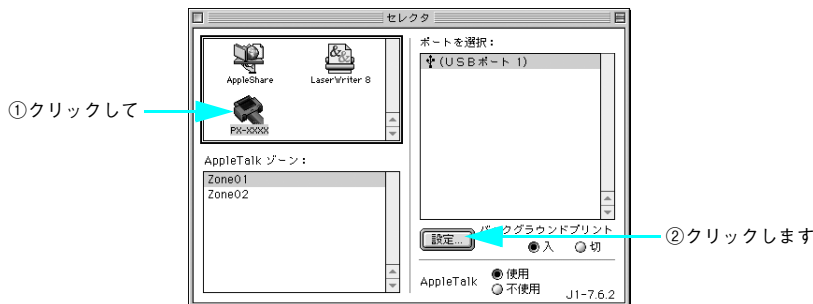 セレクタ
AppleShare
LaserWriter 8
PX-XXXX
①クリックして
AppleTalk ゾーン：
Zone01
Zone02
ポートを選択：
(USBポート 1)
設定...
バックグラウンドプリント
入 切
②クリックします
AppleTalk
使用
不使用
J1-7.6.2